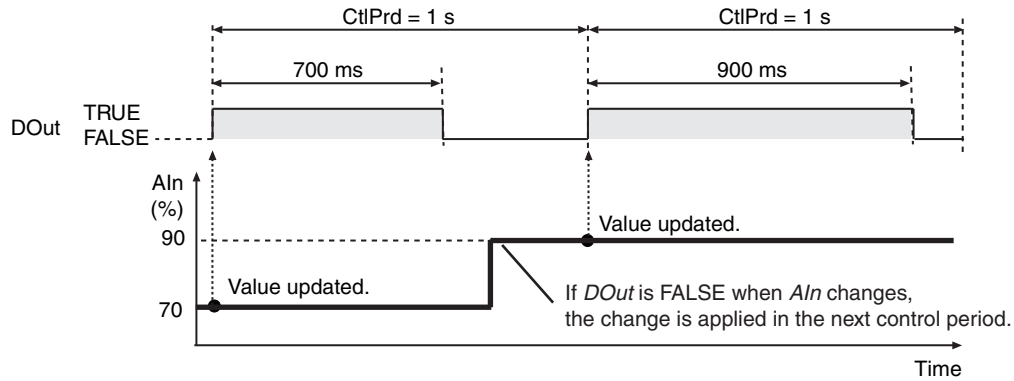 CtlPrd = 1 s
CtlPrd = 1 s
700 ms
900 ms
DOut
TRUE
FALSE
AIn
(%)
90
70
Value updated.
Value updated.
If DOut is FALSE when AIn changes,
the change is applied in the next control period.
Time